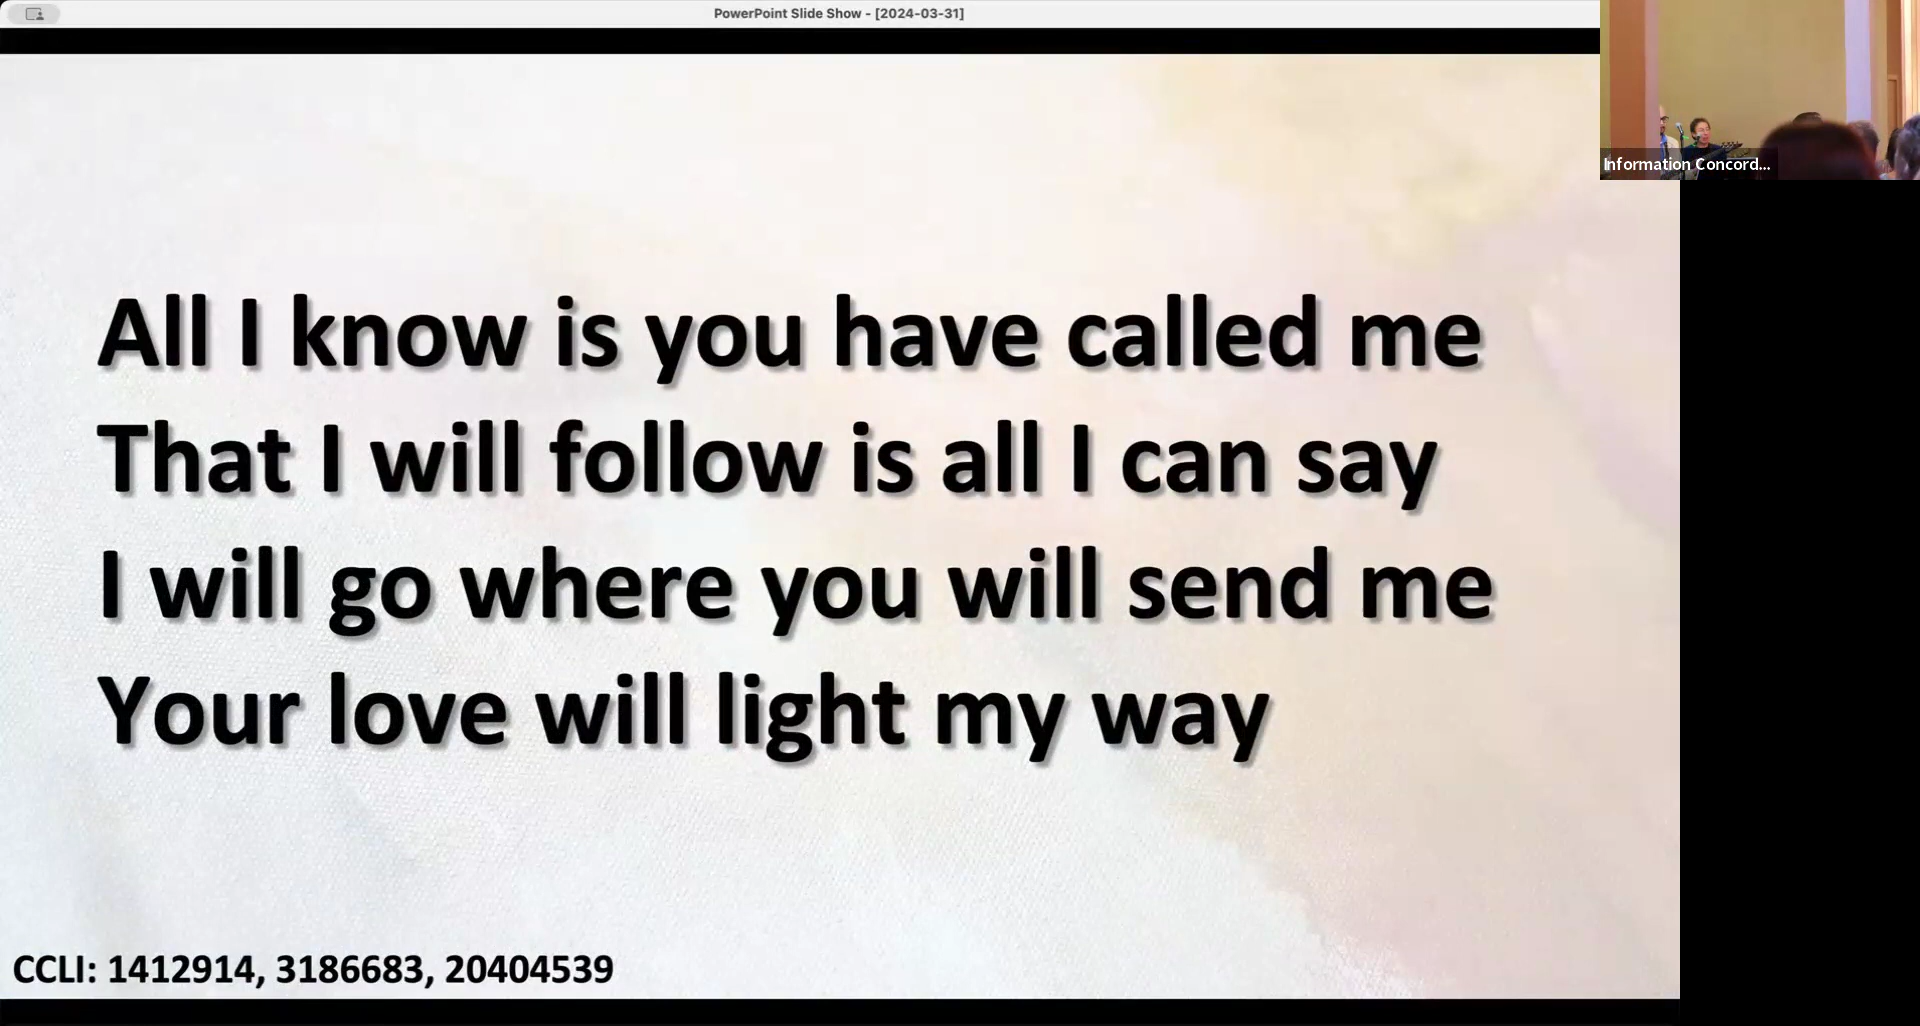 PowerPoint Slide Show - [2024-03-31]
Information Concord...
All I know is you have called me
That I will follow is all I can say
I will go where you will send me
Your love will light my way
CCLI: 1412914, 3186683, 20404539